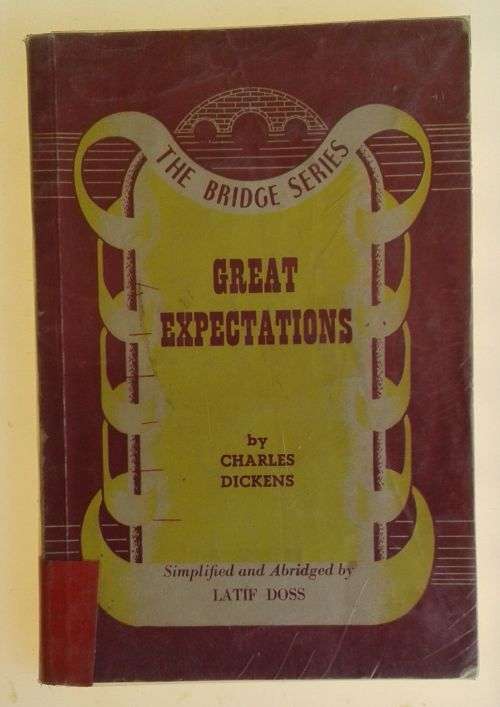 THE BRIDGE SERIES
GREAT
EXPECTATIONS
by
CHARLES
DICKENS
Simplified and Abridged by
LATIF DOSS